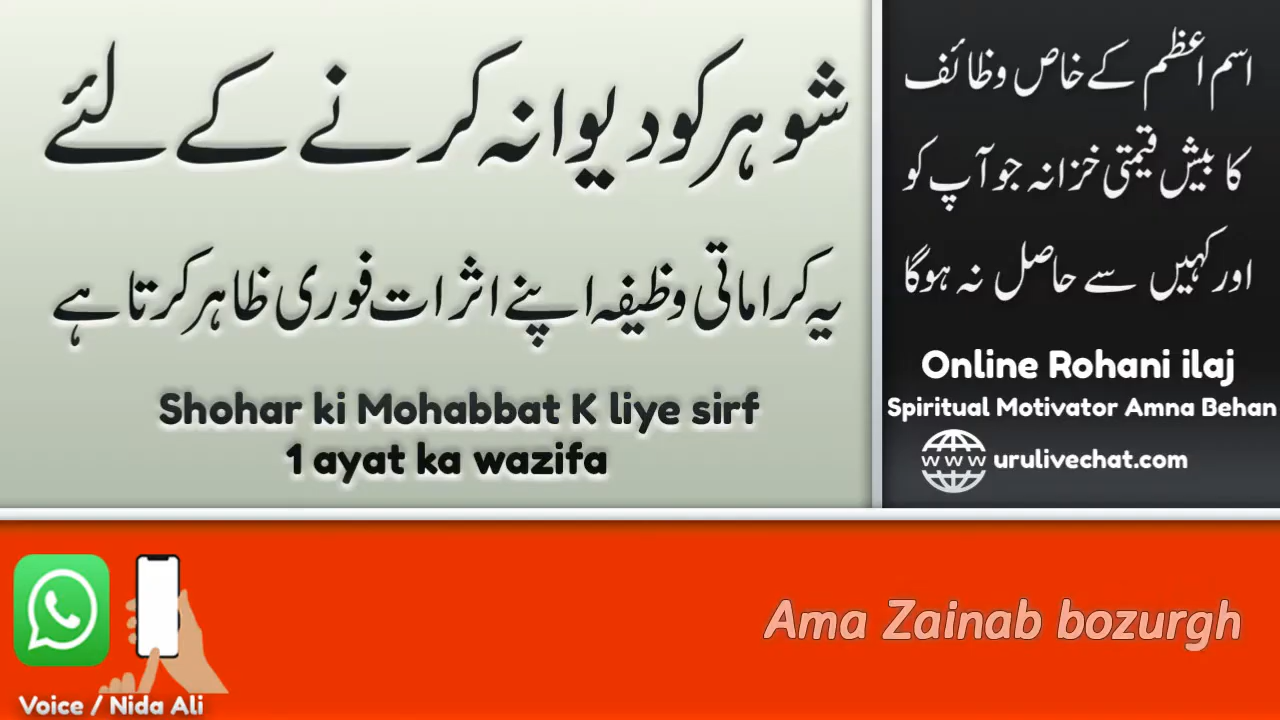 شوہر کو دیوانہ کرنے کے لئے
یہ کراماتی وظیفہ اپنے اثرات فوری ظاہر کرتا ہے
Shohar ki Mohabbat K liye sirf
1 ayat ka wazifa
اسم اعظم کے خاص وظائف
کا بیش قیمتی خزانہ جو آپ کو
اور کہیں سے حاصل نہ ہوگا
Online Rohani ilaj
Spiritual Motivator Amna Behan
www urulivechat.com
Ama Zainab bozurgh
Voice / Nida Ali